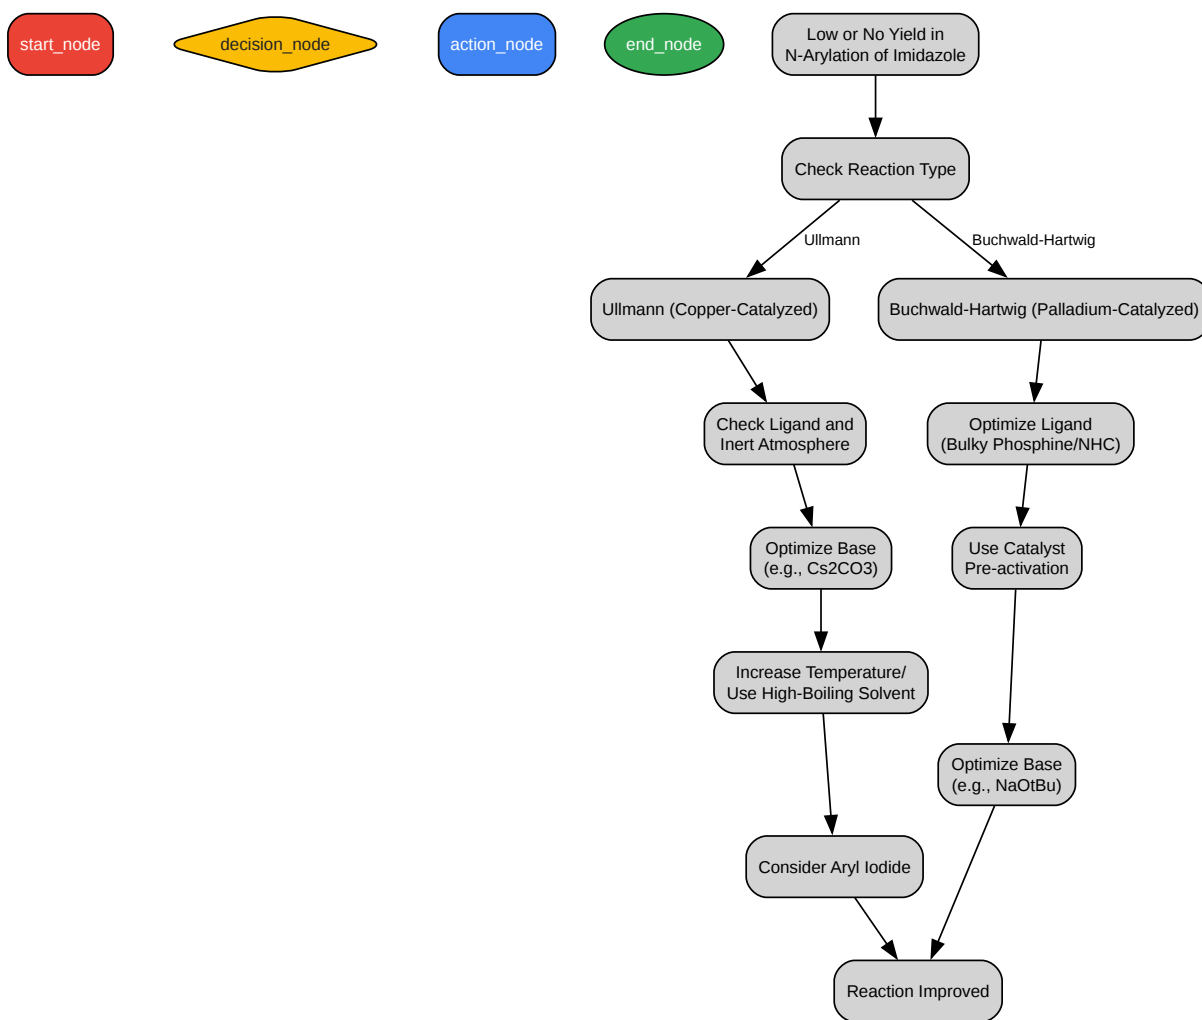 start_node
decision_node
action_node
end_node
Low or No Yield in
N-Arylation of Imidazole
Check Reaction Type
Ullmann
Buchwald-Hartwig
Ullmann (Copper-Catalyzed)
Buchwald-Hartwig (Palladium-Catalyzed)
Check Ligand and
Inert Atmosphere
Optimize Ligand
(Bulky Phosphine/NHC)
Optimize Base
(e.g., Cs2CO3)
Use Catalyst
Pre-activation
Increase Temperature/
Use High-Boiling Solvent
Optimize Base
(e.g., NaOtBu)
Consider Aryl Iodide
Reaction Improved